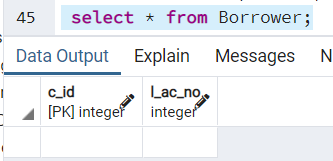 45 select * from Borrower;
Data Output Explain Messages N
c_id l_ac_no
[PK] integer integer